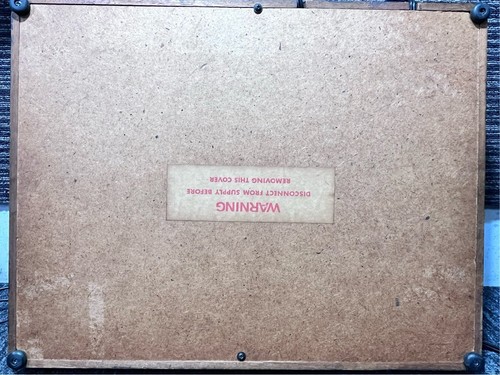 WARNING
DISCONNECT FROM SUPPLY BEFORE
REMOVING THIS COVER